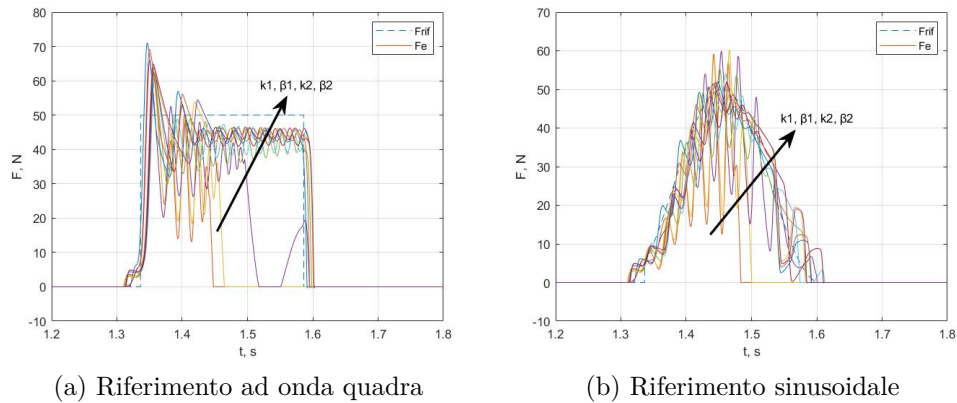 80
70
60
50
40
30
20
10
0
-10
F, N
1.2 1.3 1.4 1.5 1.6 1.7 1.8
t, s
Frif
Fe
k1, β1, k2, β2
(a) Riferimento ad onda quadra
70
60
50
40
30
20
10
0
-10
F, N
1.2 1.3 1.4 1.5 1.6 1.7 1.8
t, s
Frif
Fe
k1, β1, k2, β2
(b) Riferimento sinusoidale